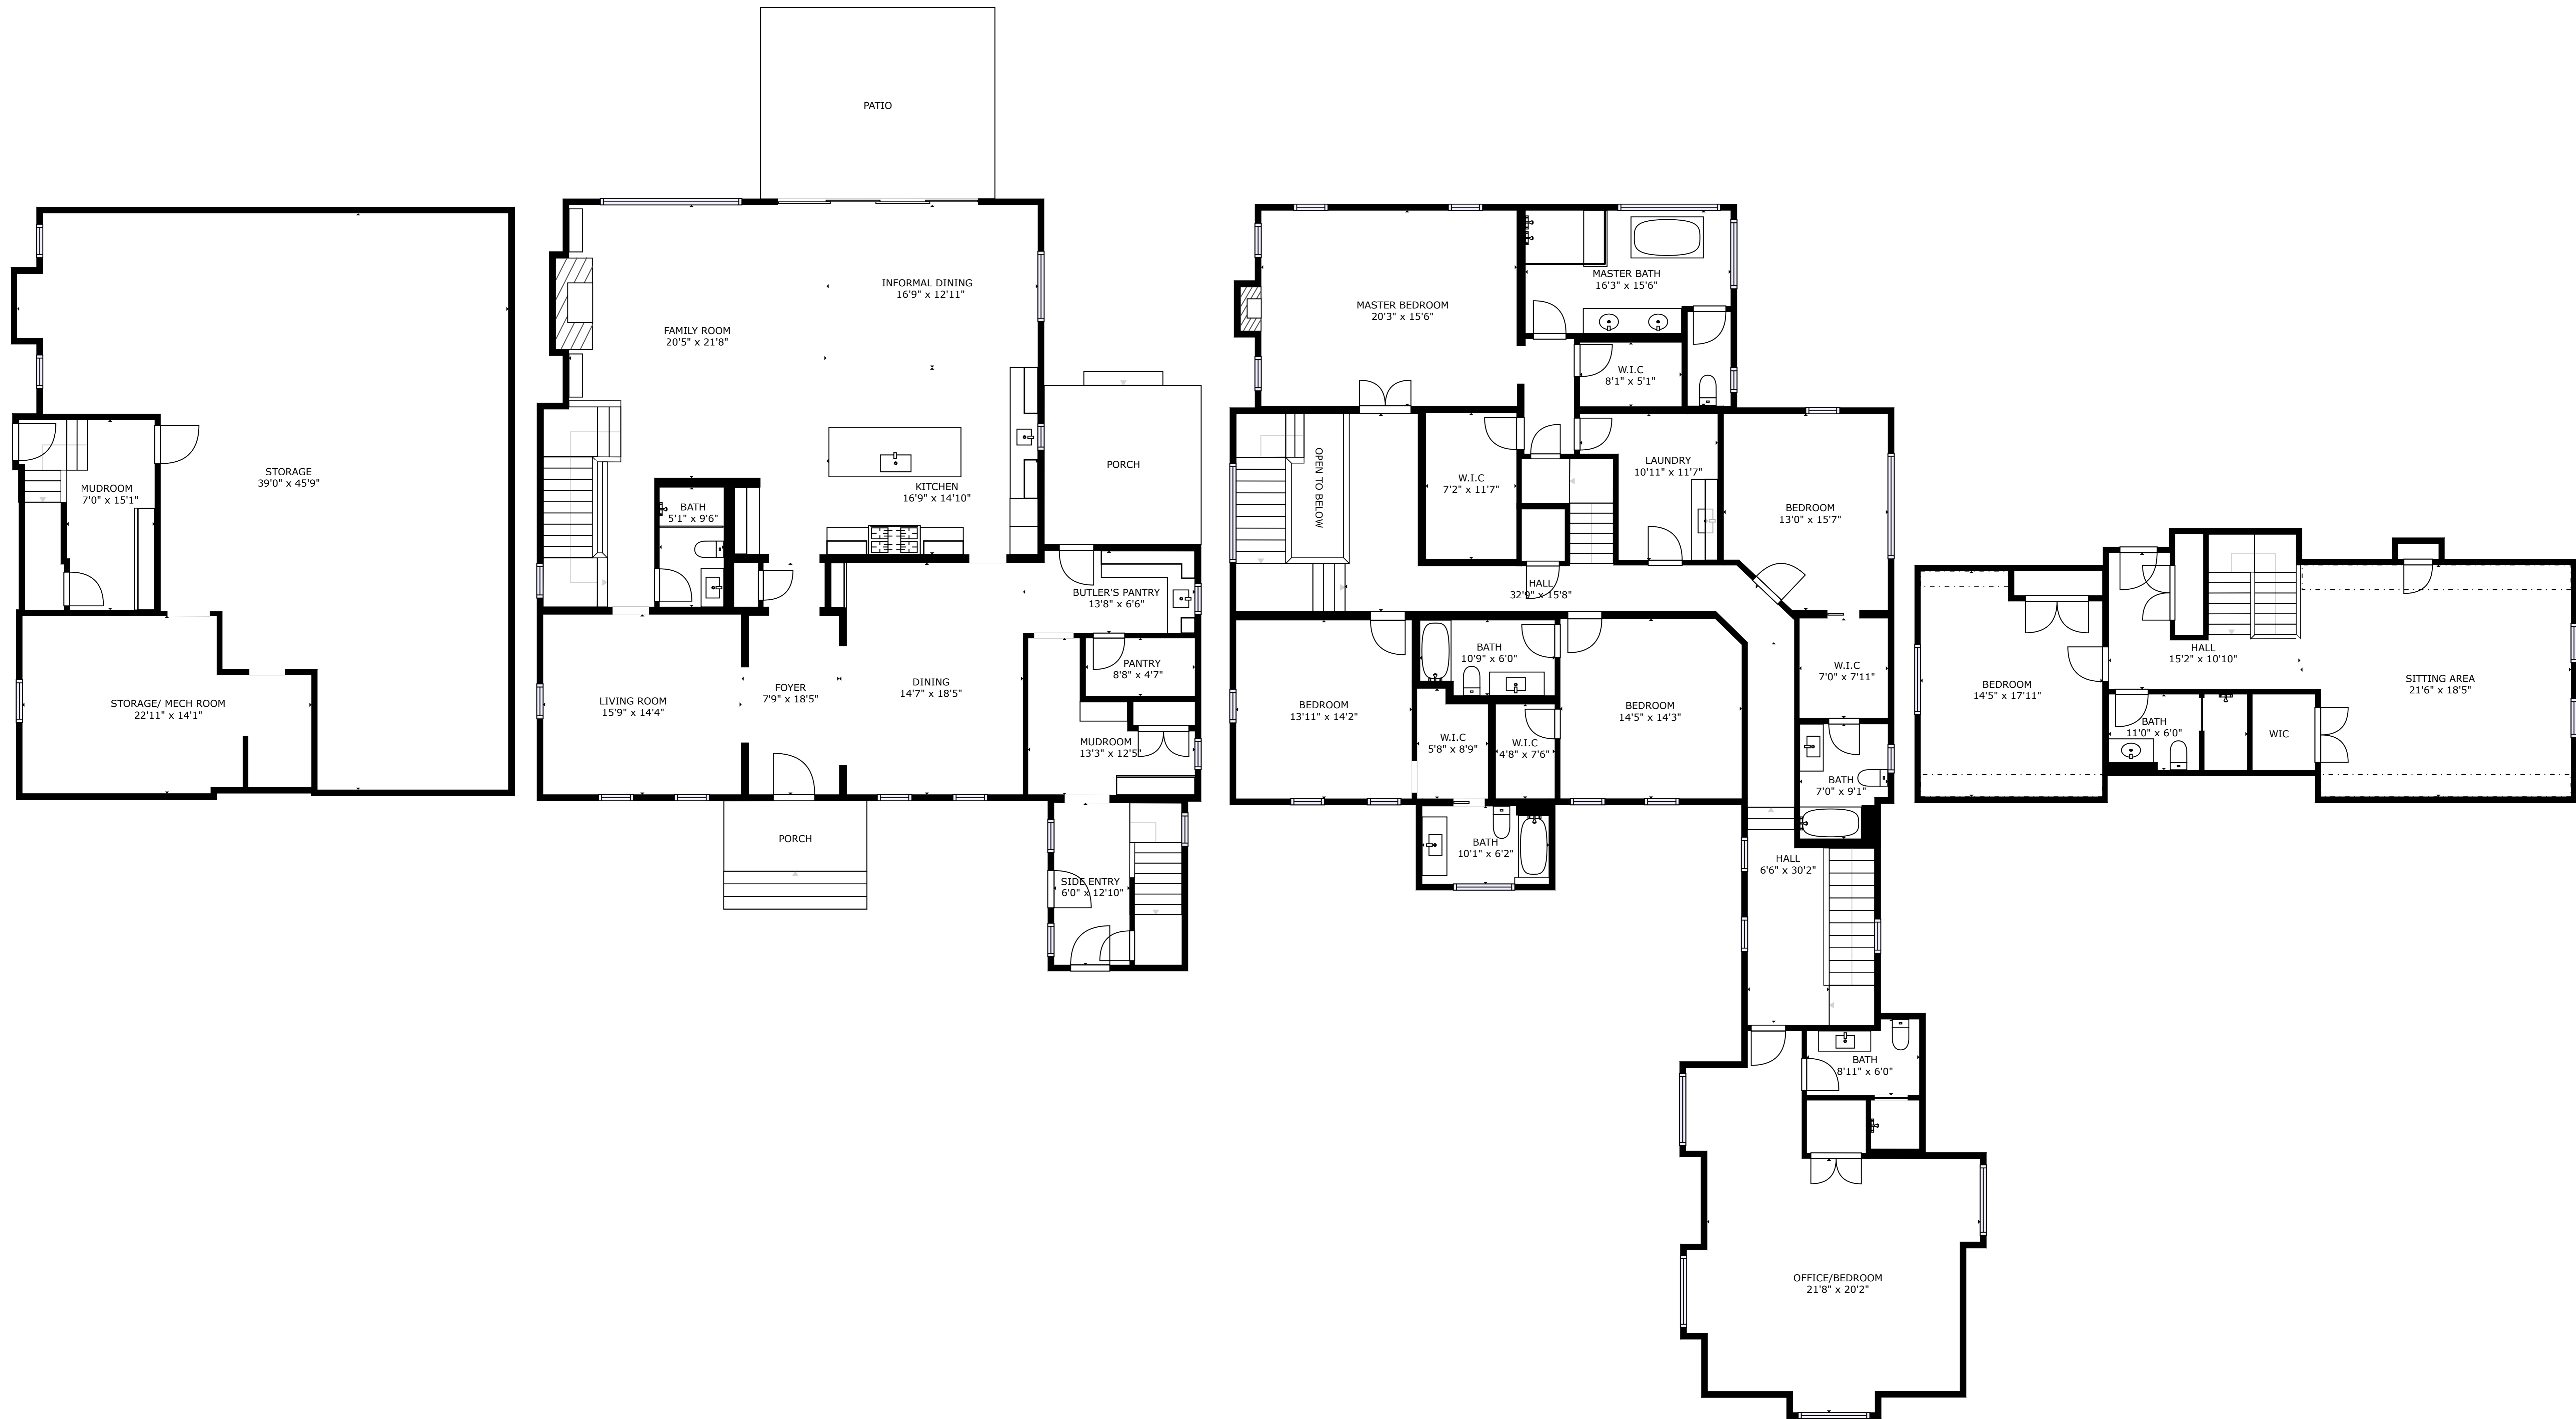 STORAGE
39'0" x 45'9"
MUDROOM
7'0" x 15'1"
STORAGE/ MECH ROOM
22'11" x 14'1"
PATIO
INFORMAL DINING
16'9" x 12'11"
FAMILY ROOM
20'5" x 21'8"
PORCH
KITCHEN
16'9" x 14'10"
BATH
5'1" x 9'6"
BUTLER'S PANTRY
13'8" x 6'6"
PANTRY
8'8" x 4'7"
LIVING ROOM
15'9" x 14'4"
FOYER
7'9" x 18'5"
DINING
14'7" x 18'5"
MUDROOM
13'3" x 12'5"
PORCH
SIDE ENTRY
6'0" x 12'10"
MASTER BEDROOM
20'3" x 15'6"
MASTER BATH
16'3" x 15'6"
W.I.C
8'1" x 5'1"
OPEN TO BELOW
W.I.C
7'2" x 11'7"
LAUNDRY
10'11" x 11'7"
BEDROOM
13'0" x 15'7"
HALL
32'9" x 15'8"
BEDROOM
13'11" x 14'2"
BATH
10'9" x 6'0"
W.I.C
5'8" x 8'9"
W.I.C
4'8" x 7'6"
BEDROOM
14'5" x 14'3"
W.I.C
7'0" x 7'11"
BATH
7'0" x 9'1"
BATH
10'1" x 6'2"
HALL
6'6" x 30'2"
BATH
8'11" x 6'0"
OFFICE/BEDROOM
21'8" x 20'2"
BEDROOM
14'5" x 17'11"
HALL
15'2" x 10'10"
BATH
11'0" x 6'0"
WIC
SITTING AREA
21'6" x 18'5"